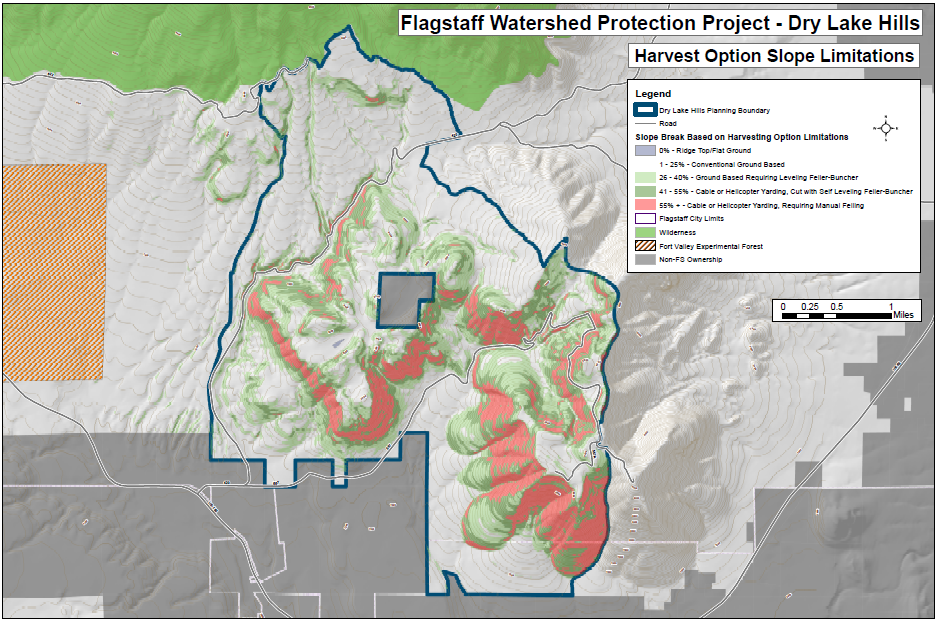 Flagstaff Watershed Protection Project - Dry Lake Hills
Harvest Option Slope Limitations
Legend
Dry Lake Hills Planning Boundary
Road
Slope Break Based on Harvesting Option Limitations
0% - Ridge Top/Flat Ground
1 - 25% - Conventional Ground Based
26 - 40% - Ground Based Requiring Leveling Feller-Buncher
41 - 55% - Cable or Helicopter Yarding, Cut with Self Leveling Feller-Buncher
55% + - Cable or Helicopter Yarding, Requiring Manual Felling
Flagstaff City Limits
Wilderness
Fort Valley Experimental Forest
Non-FS Ownership
0 0.25 0.5 1
Miles